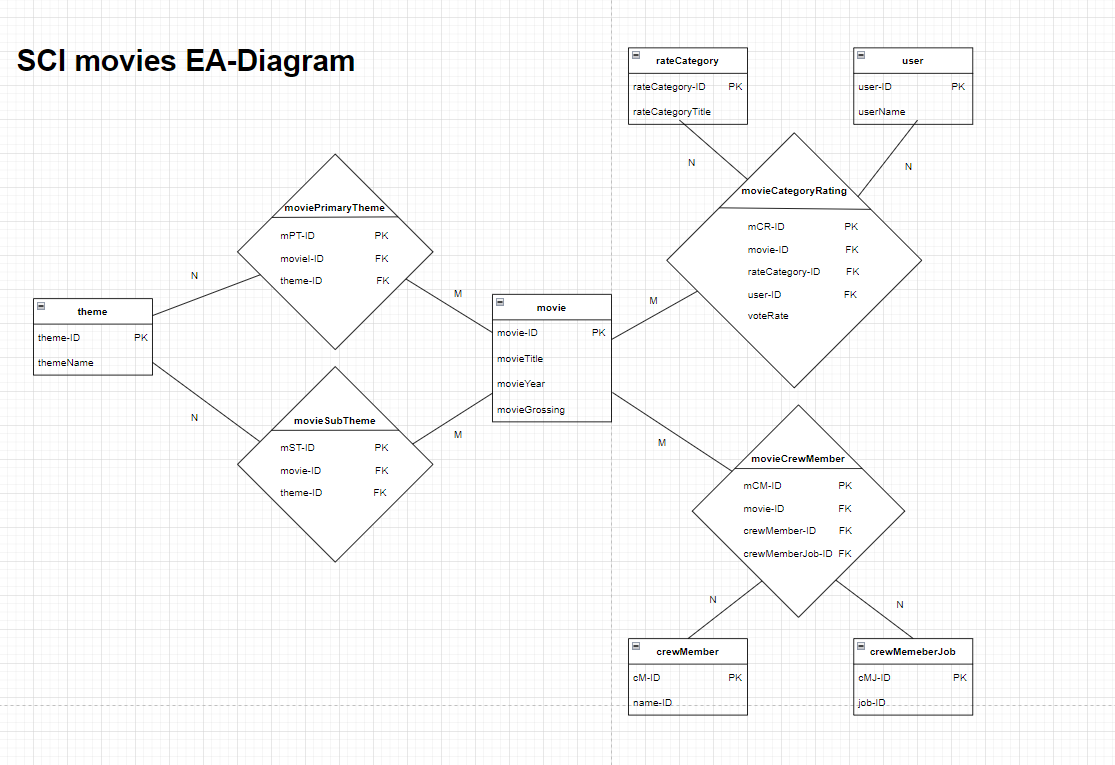 SCI movies EA-Diagram
rateCategory
rateCategory-ID PK
rateCategoryTitle
user
user-ID PK
userName
N
N
movieCategoryRating
mCR-ID PK
movie-ID FK
rateCategory-ID FK
user-ID FK
voteRate
moviePrimaryTheme
mPT-ID PK
movieI-ID FK
theme-ID FK
N
M
M
theme
theme-ID PK
themeName
movie
movie-ID PK
movieTitle
movieYear
movieGrossing
N
M
M
movieSubTheme
mST-ID PK
movie-ID FK
theme-ID FK
movieCrewMember
mCM-ID PK
movie-ID FK
crewMember-ID FK
crewMemberJob-ID FK
N
N
crewMember
cM-ID PK
name-ID
crewMemeberJob
cMJ-ID PK
job-ID